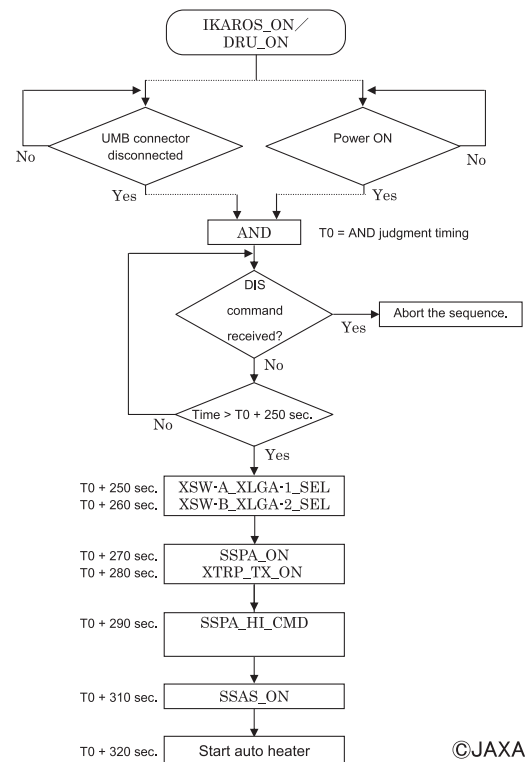 IKAROS_ON／
DRU_ON
UMB connector
disconnected
Power ON
No
No
Yes
Yes
AND
T0 = AND judgment timing
DIS
command
received?
Yes
Abort the sequence.
No
Time > T0 + 250 sec.
No
Yes
T0 + 250 sec.
XSW-A_XLGA-1_SEL
T0 + 260 sec.
XSW-B_XLGA-2_SEL
T0 + 270 sec.
SSPA_ON
T0 + 280 sec.
XTRP_TX_ON
T0 + 290 sec.
SSPA_HI_CMD
T0 + 310 sec.
SSAS_ON
T0 + 320 sec.
Start auto heater
©JAXA